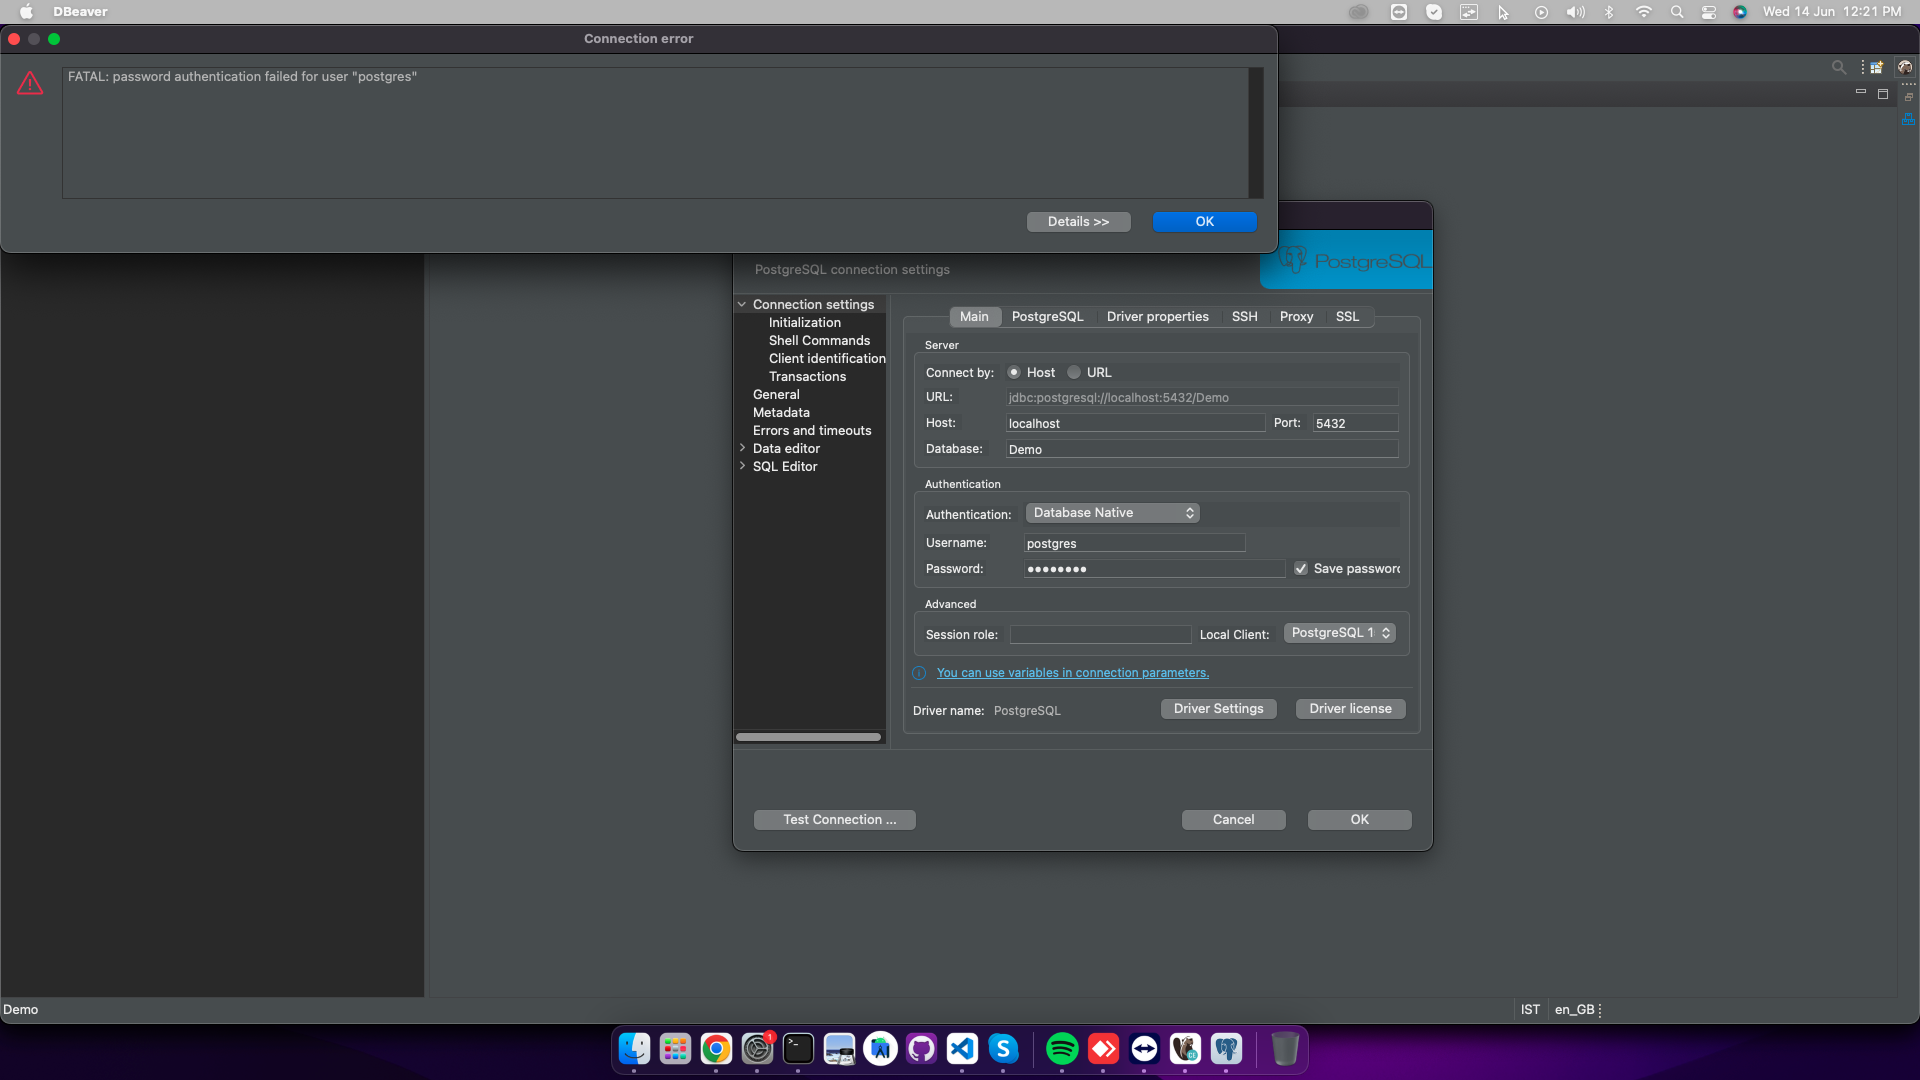 DBeaver
Wed 14 Jun 12:21 PM
Connection error
FATAL: password authentication failed for user "postgres"
Details >>
OK
PostgreSQL connection settings
PostgreSQL
Connection settings
Initialization
Shell Commands
Client identification
Transactions
General
Metadata
Errors and timeouts
Data editor
SQL Editor
Main
PostgreSQL
Driver properties
SSH
Proxy
SSL
Server
Connect by:
Host
URL
URL:
jdbc:postgresql://localhost:5432/Demo
Host:
localhost
Port:
5432
Database:
Demo
Authentication
Authentication:
Database Native
Username:
postgres
Password:
••••••••
Save password
Advanced
Session role:
Local Client:
PostgreSQL 1
You can use variables in connection parameters.
Driver name:
PostgreSQL
Driver Settings
Driver license
Test Connection ...
Cancel
OK
Demo
IST
en_GB
1